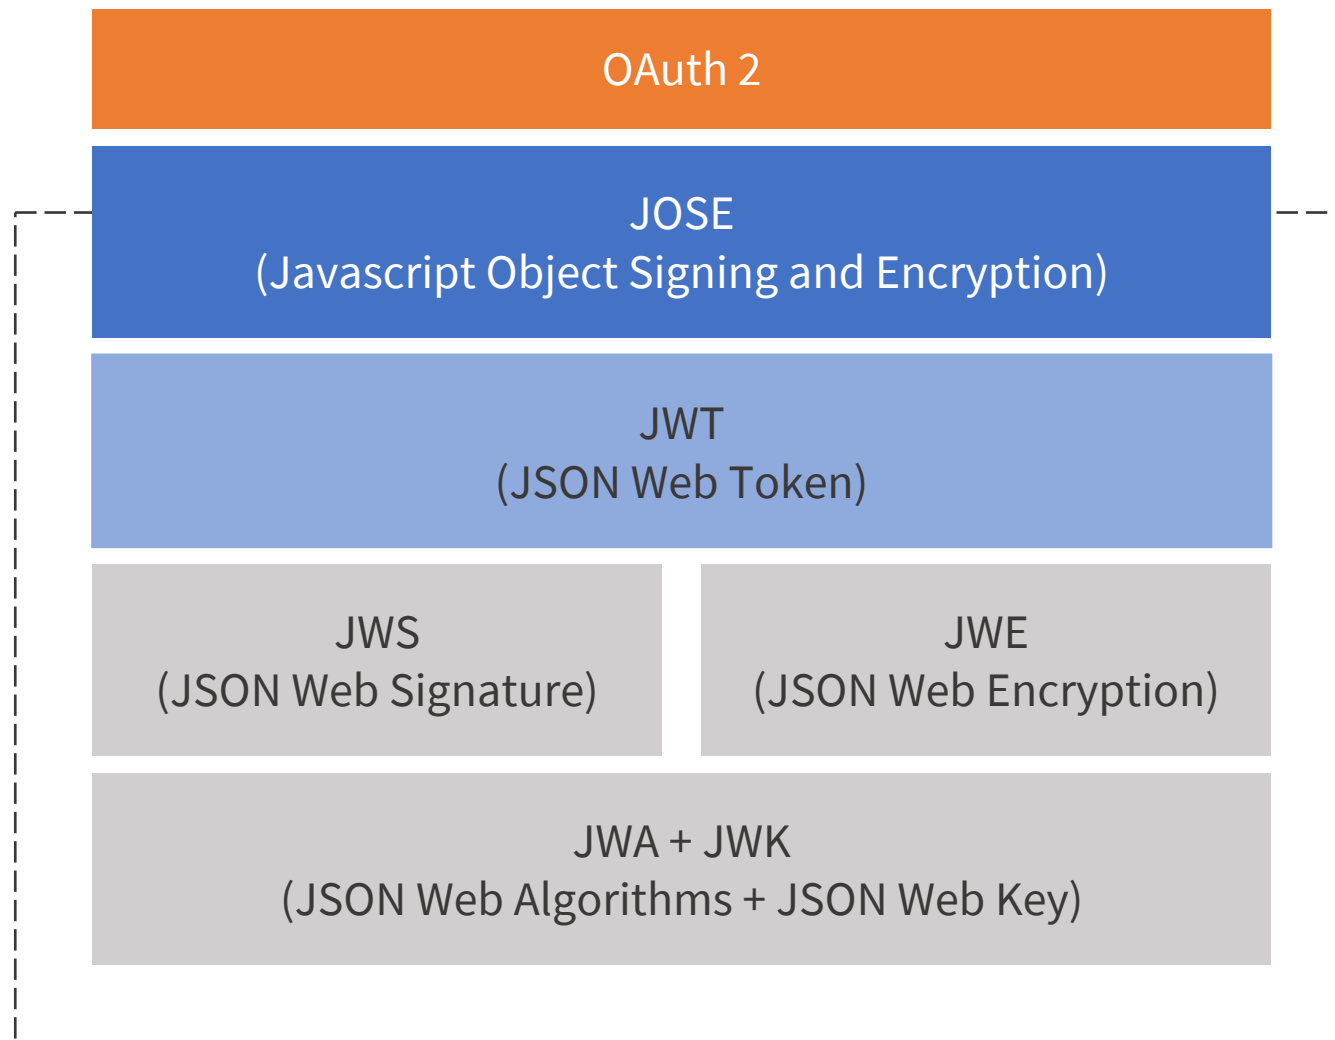 OAuth 2
JOSE
(Javascript Object Signing and Encryption)
JWT
(JSON Web Token)
JWS
(JSON Web Signature)
JWE
(JSON Web Encryption)
JWA + JWK
(JSON Web Algorithms + JSON Web Key)